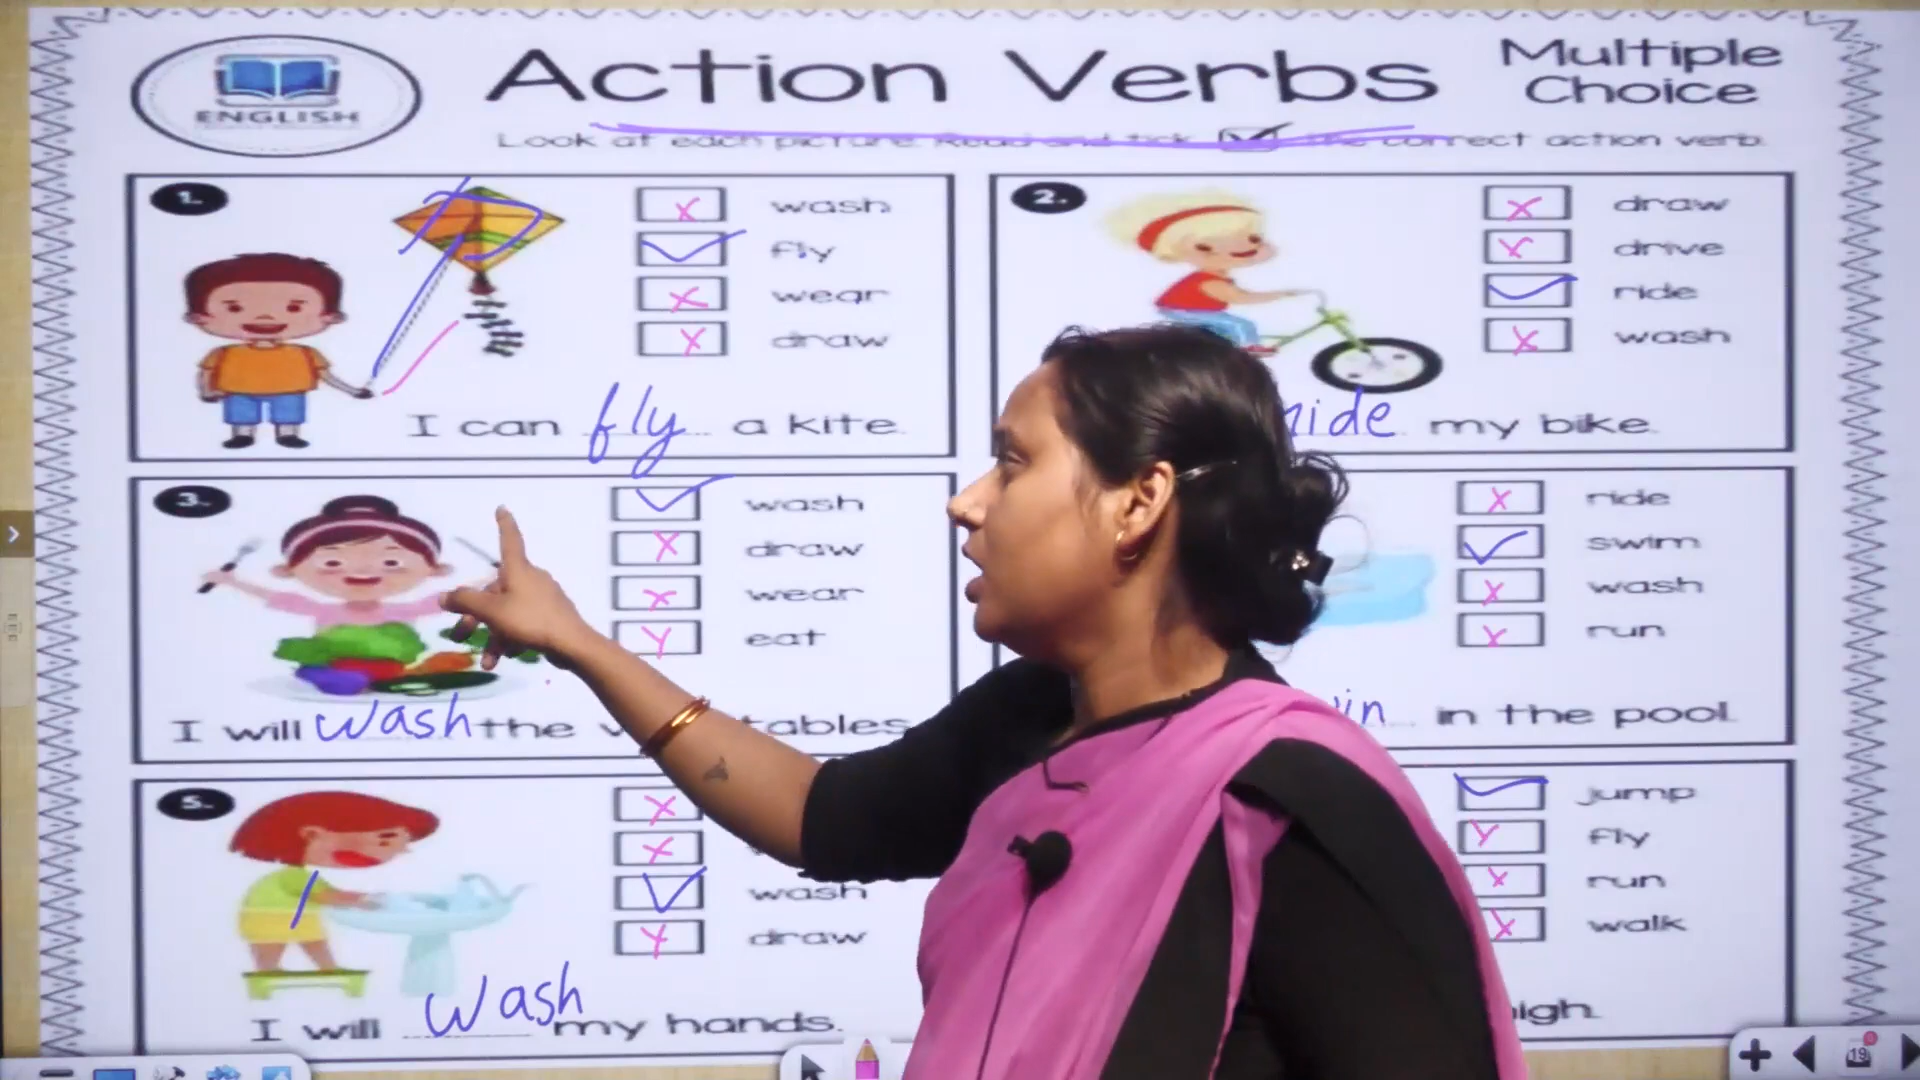 ENGLISH
Action Verbs
Multiple
Choice
Look at each picture. Read and tick the correct action verb.
1.
wash
fly
wear
draw
I can fly a kite.
2.
draw
drive
ride
wash
ride my bike.
3.
wash
draw
wear
eat
I will wash the
ride
swim
wash
run
in the pool.
5.
wash
draw
I will wash my hands.
jump
fly
run
walk
19